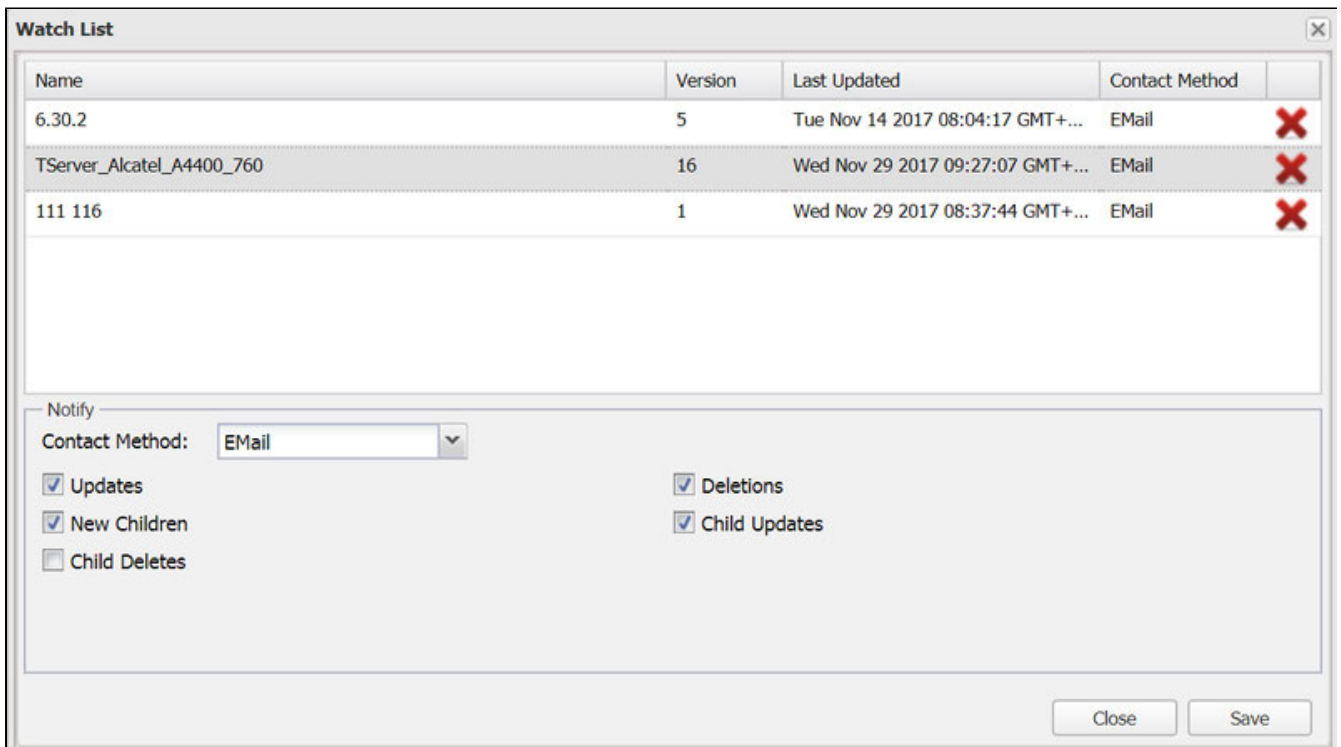 Watch List
Name Version Last Updated Contact Method
6.30.2 5 Tue Nov 14 2017 08:04:17 GMT+... EMail
TServer_Alcatel_A4400_760 16 Wed Nov 29 2017 09:27:07 GMT+... EMail
111 116 1 Wed Nov 29 2017 08:37:44 GMT+... EMail
Notify
Contact Method: EMail
Updates Deletions
New Children Child Updates
Child Deletes
Close Save